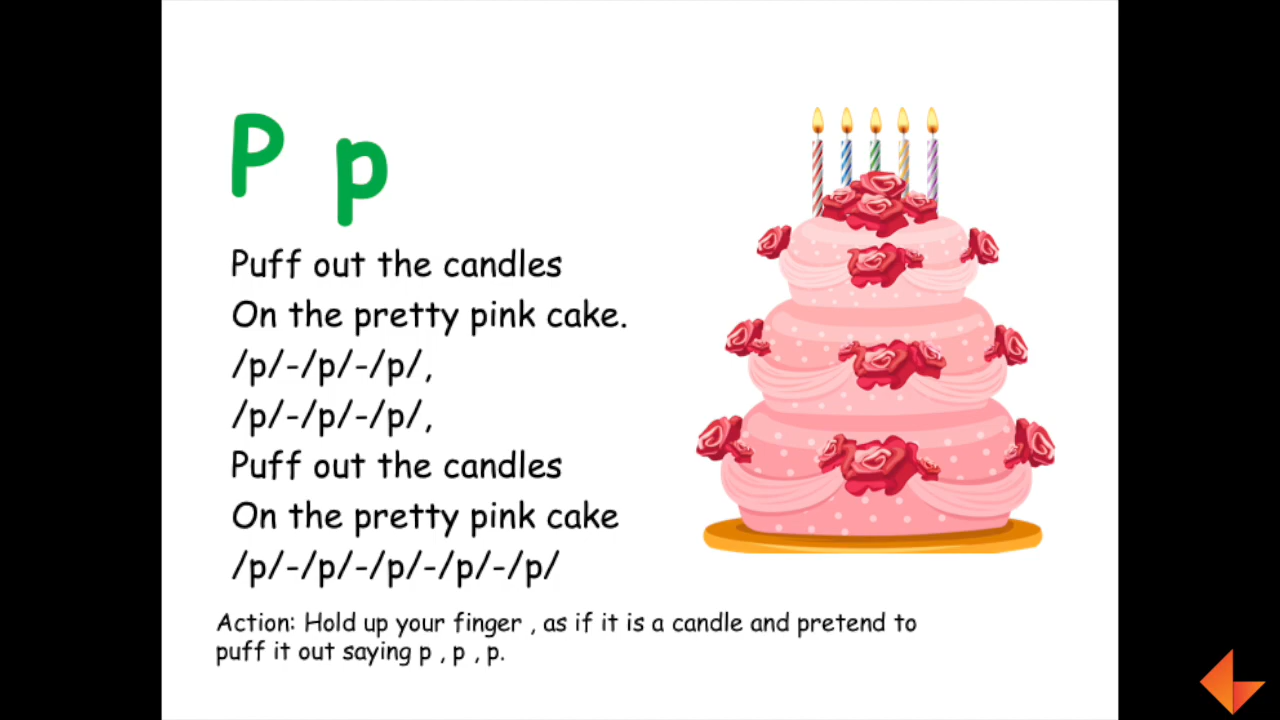 P p
Puff out the candles
On the pretty pink cake.
/p/-/p/-/p/,
/p/-/p/-/p/,
Puff out the candles
On the pretty pink cake
/p/-/p/-/p/-/p/-/p/
Action: Hold up your finger , as if it is a candle and pretend to
puff it out saying p , p , p.